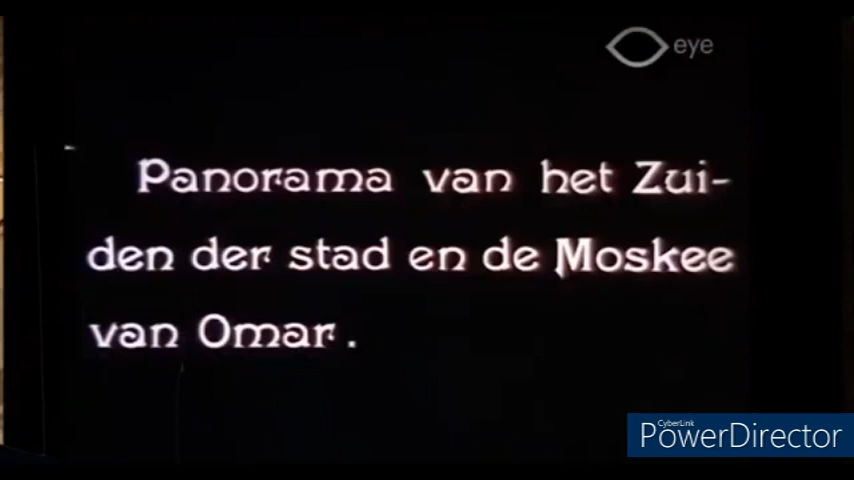 eye
Panorama van het Zui-
den der stad en de Moskee
van Omar.
CyberLink
PowerDirector